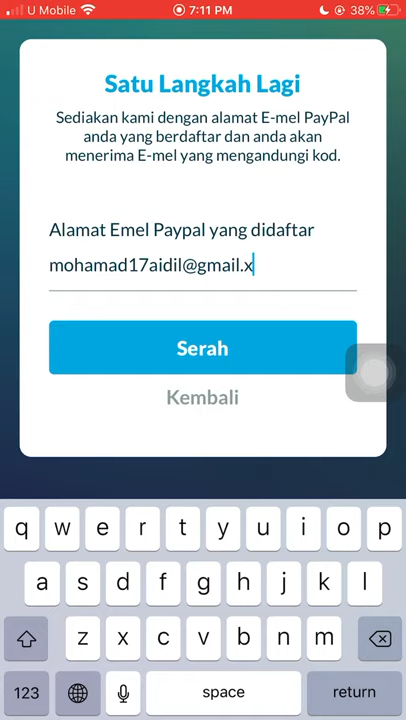 U Mobile 7:11 PM 38%
Satu Langkah Lagi
Sediakan kami dengan alamat E-mel PayPal
anda yang berdaftar dan anda akan
menerima E-mel yang mengandungi kod.
Alamat Emel Paypal yang didaftar
mohamad17aidil@gmail.x
Serah
Kembali
q w e r t y u i o p
a s d f g h j k l
z x c v b n m
123 space return